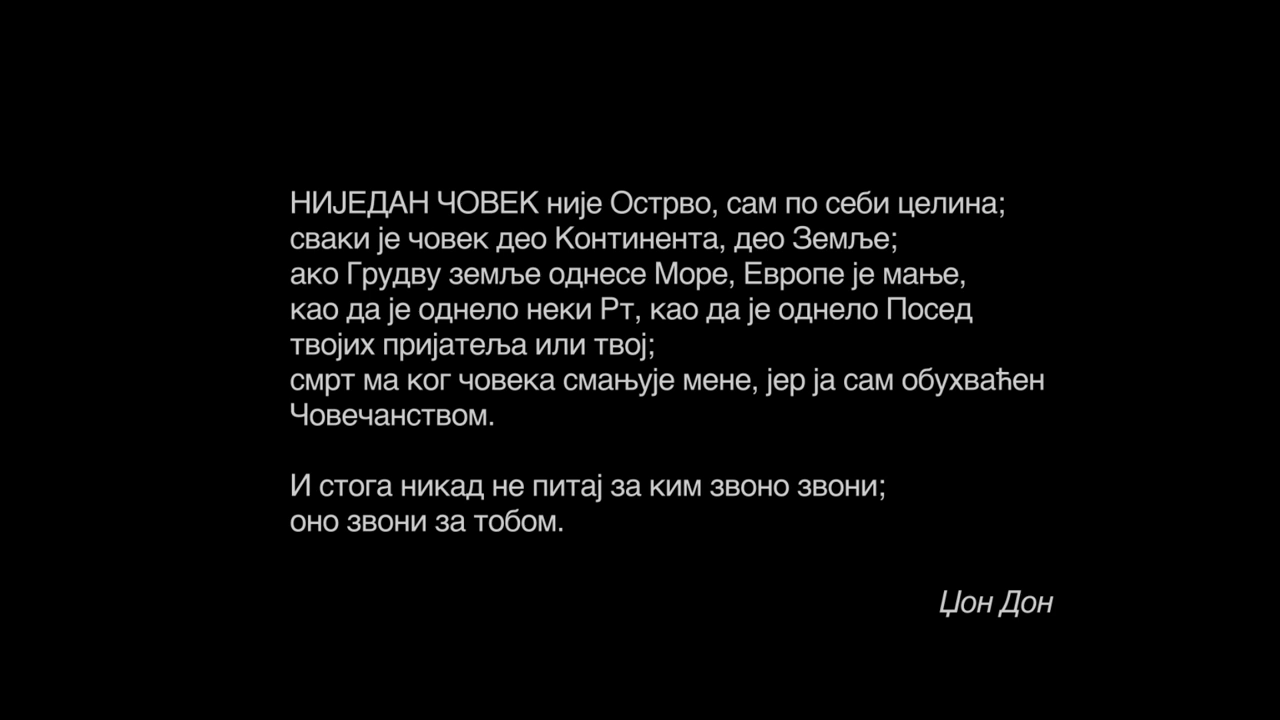 НИЈЕДАН ЧОВЕК није Острво, сам по себи целина;
сваки је човек део Континента, део Земље;
ако Грудву земље однесе Море, Европе је мање,
као да је однело неки Рт, као да је однело Посед
твојих пријатеља или твој;
смрт ма ког човека смањује мене, јер ја сам обухваћен
Човечанством.
И стога никад не питај за ким звоно звони;
оно звони за тобом.
Џон Дон